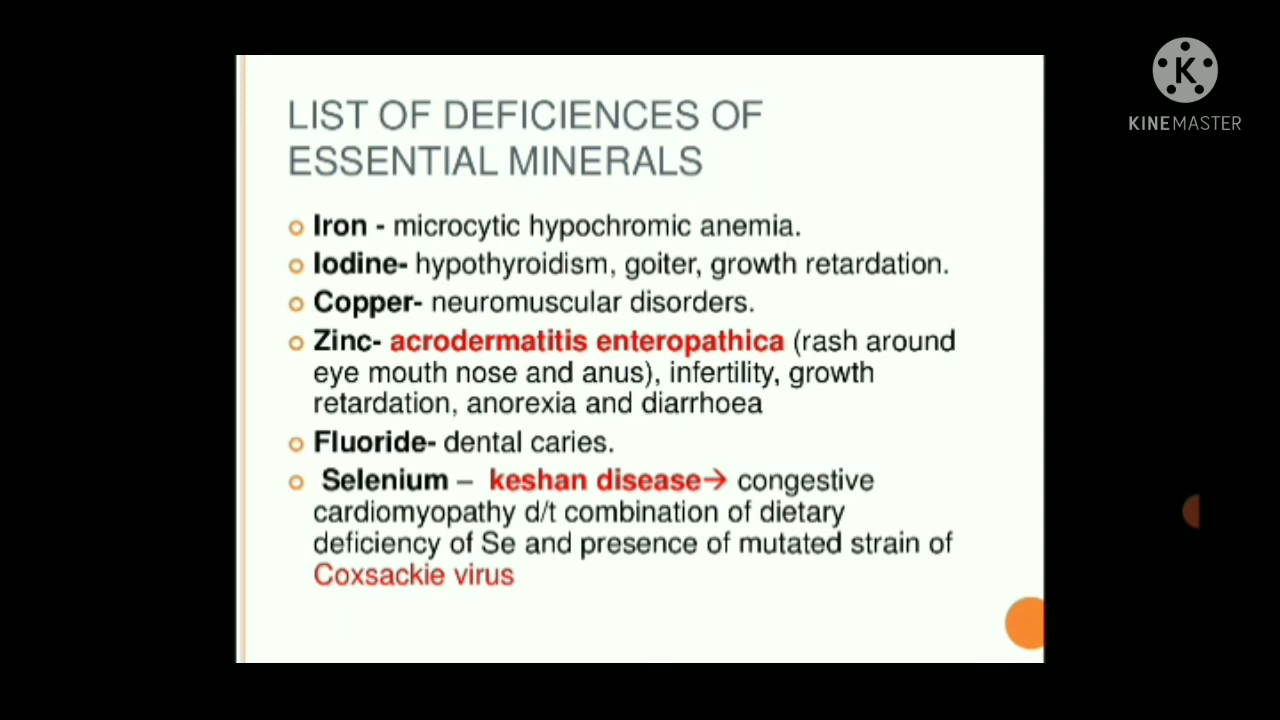 LIST OF DEFICIENCES OF
ESSENTIAL MINERALS
Iron - microcytic hypochromic anemia.
Iodine- hypothyroidism, goiter, growth retardation.
Copper- neuromuscular disorders.
Zinc- acrodermatitis enteropathica (rash around
eye mouth nose and anus), infertility, growth
retardation, anorexia and diarrhoea
Fluoride- dental caries.
Selenium – keshan disease→ congestive
cardiomyopathy d/t combination of dietary
deficiency of Se and presence of mutated strain of
Coxsackie virus
K
KINEMASTER